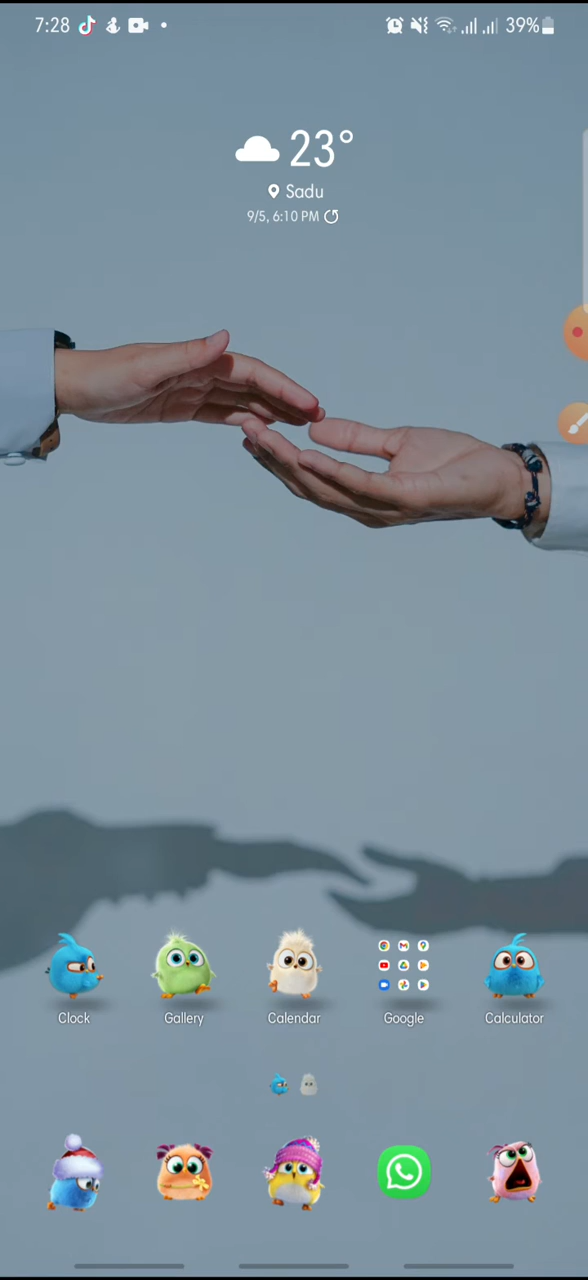 7:28
39%
23°
Sadu
9/5, 6:10 PM
Clock
Gallery
Calendar
Google
Calculator